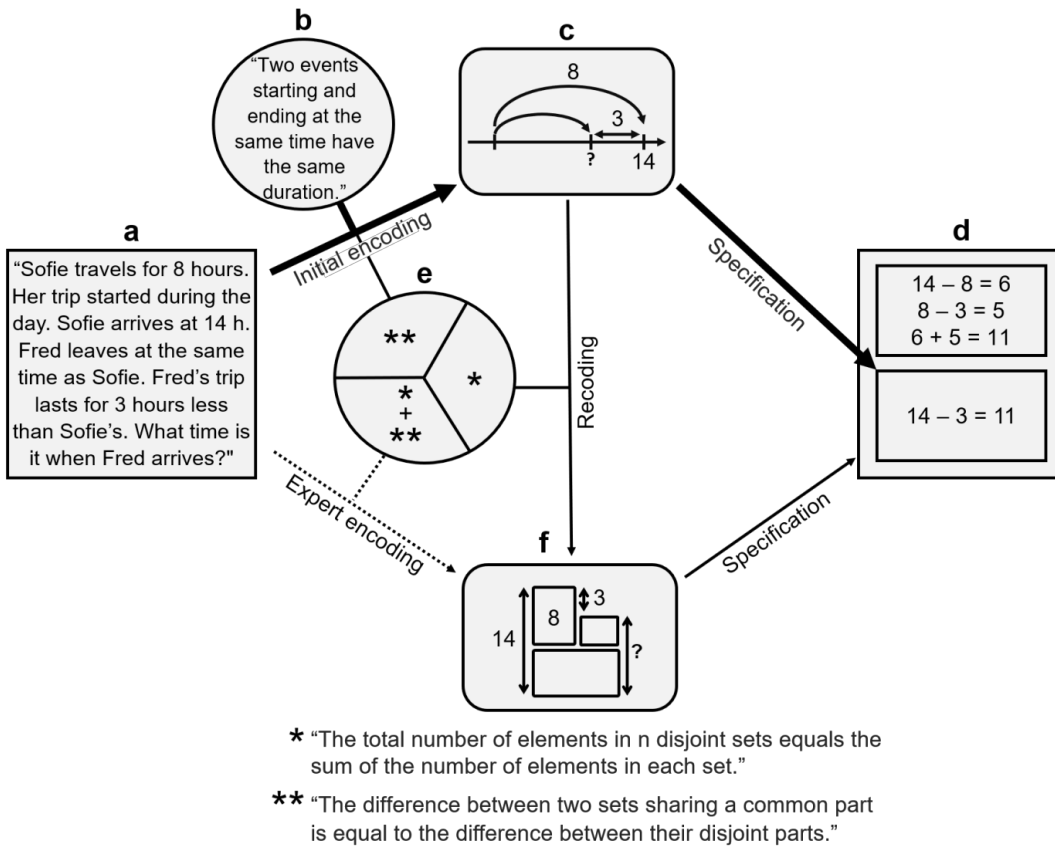 b
“Two events
starting and
ending at the
same time have
the same
duration.”
c
8
3
?
14
a
"Sofie travels for 8 hours.
Her trip started during the
day. Sofie arrives at 14 h.
Fred leaves at the same
time as Sofie. Fred’s trip
lasts for 3 hours less
than Sofie’s. What time is
it when Fred arrives?"
Initial encoding
e
**
*
*
+
**
Recoding
Specification
d
14 – 8 = 6
8 – 3 = 5
6 + 5 = 11
14 – 3 = 11
Expert encoding
Specification
f
14
8
3
?
* “The total number of elements in n disjoint sets equals the
sum of the number of elements in each set.”
** “The difference between two sets sharing a common part
is equal to the difference between their disjoint parts.”